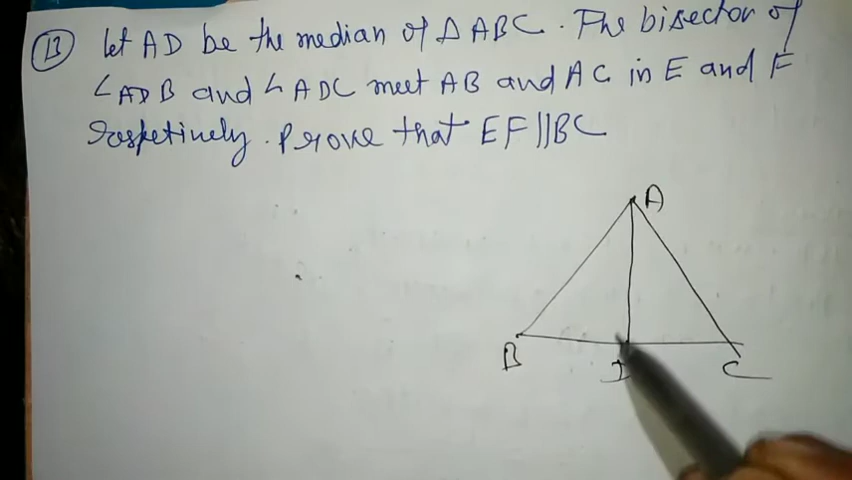 13 Let AD be the median of Δ ABC. The bisector of
∠ADB and ∠ADC meet AB and AC in E and F
respetively. Prove that EF||BC
A
B D C